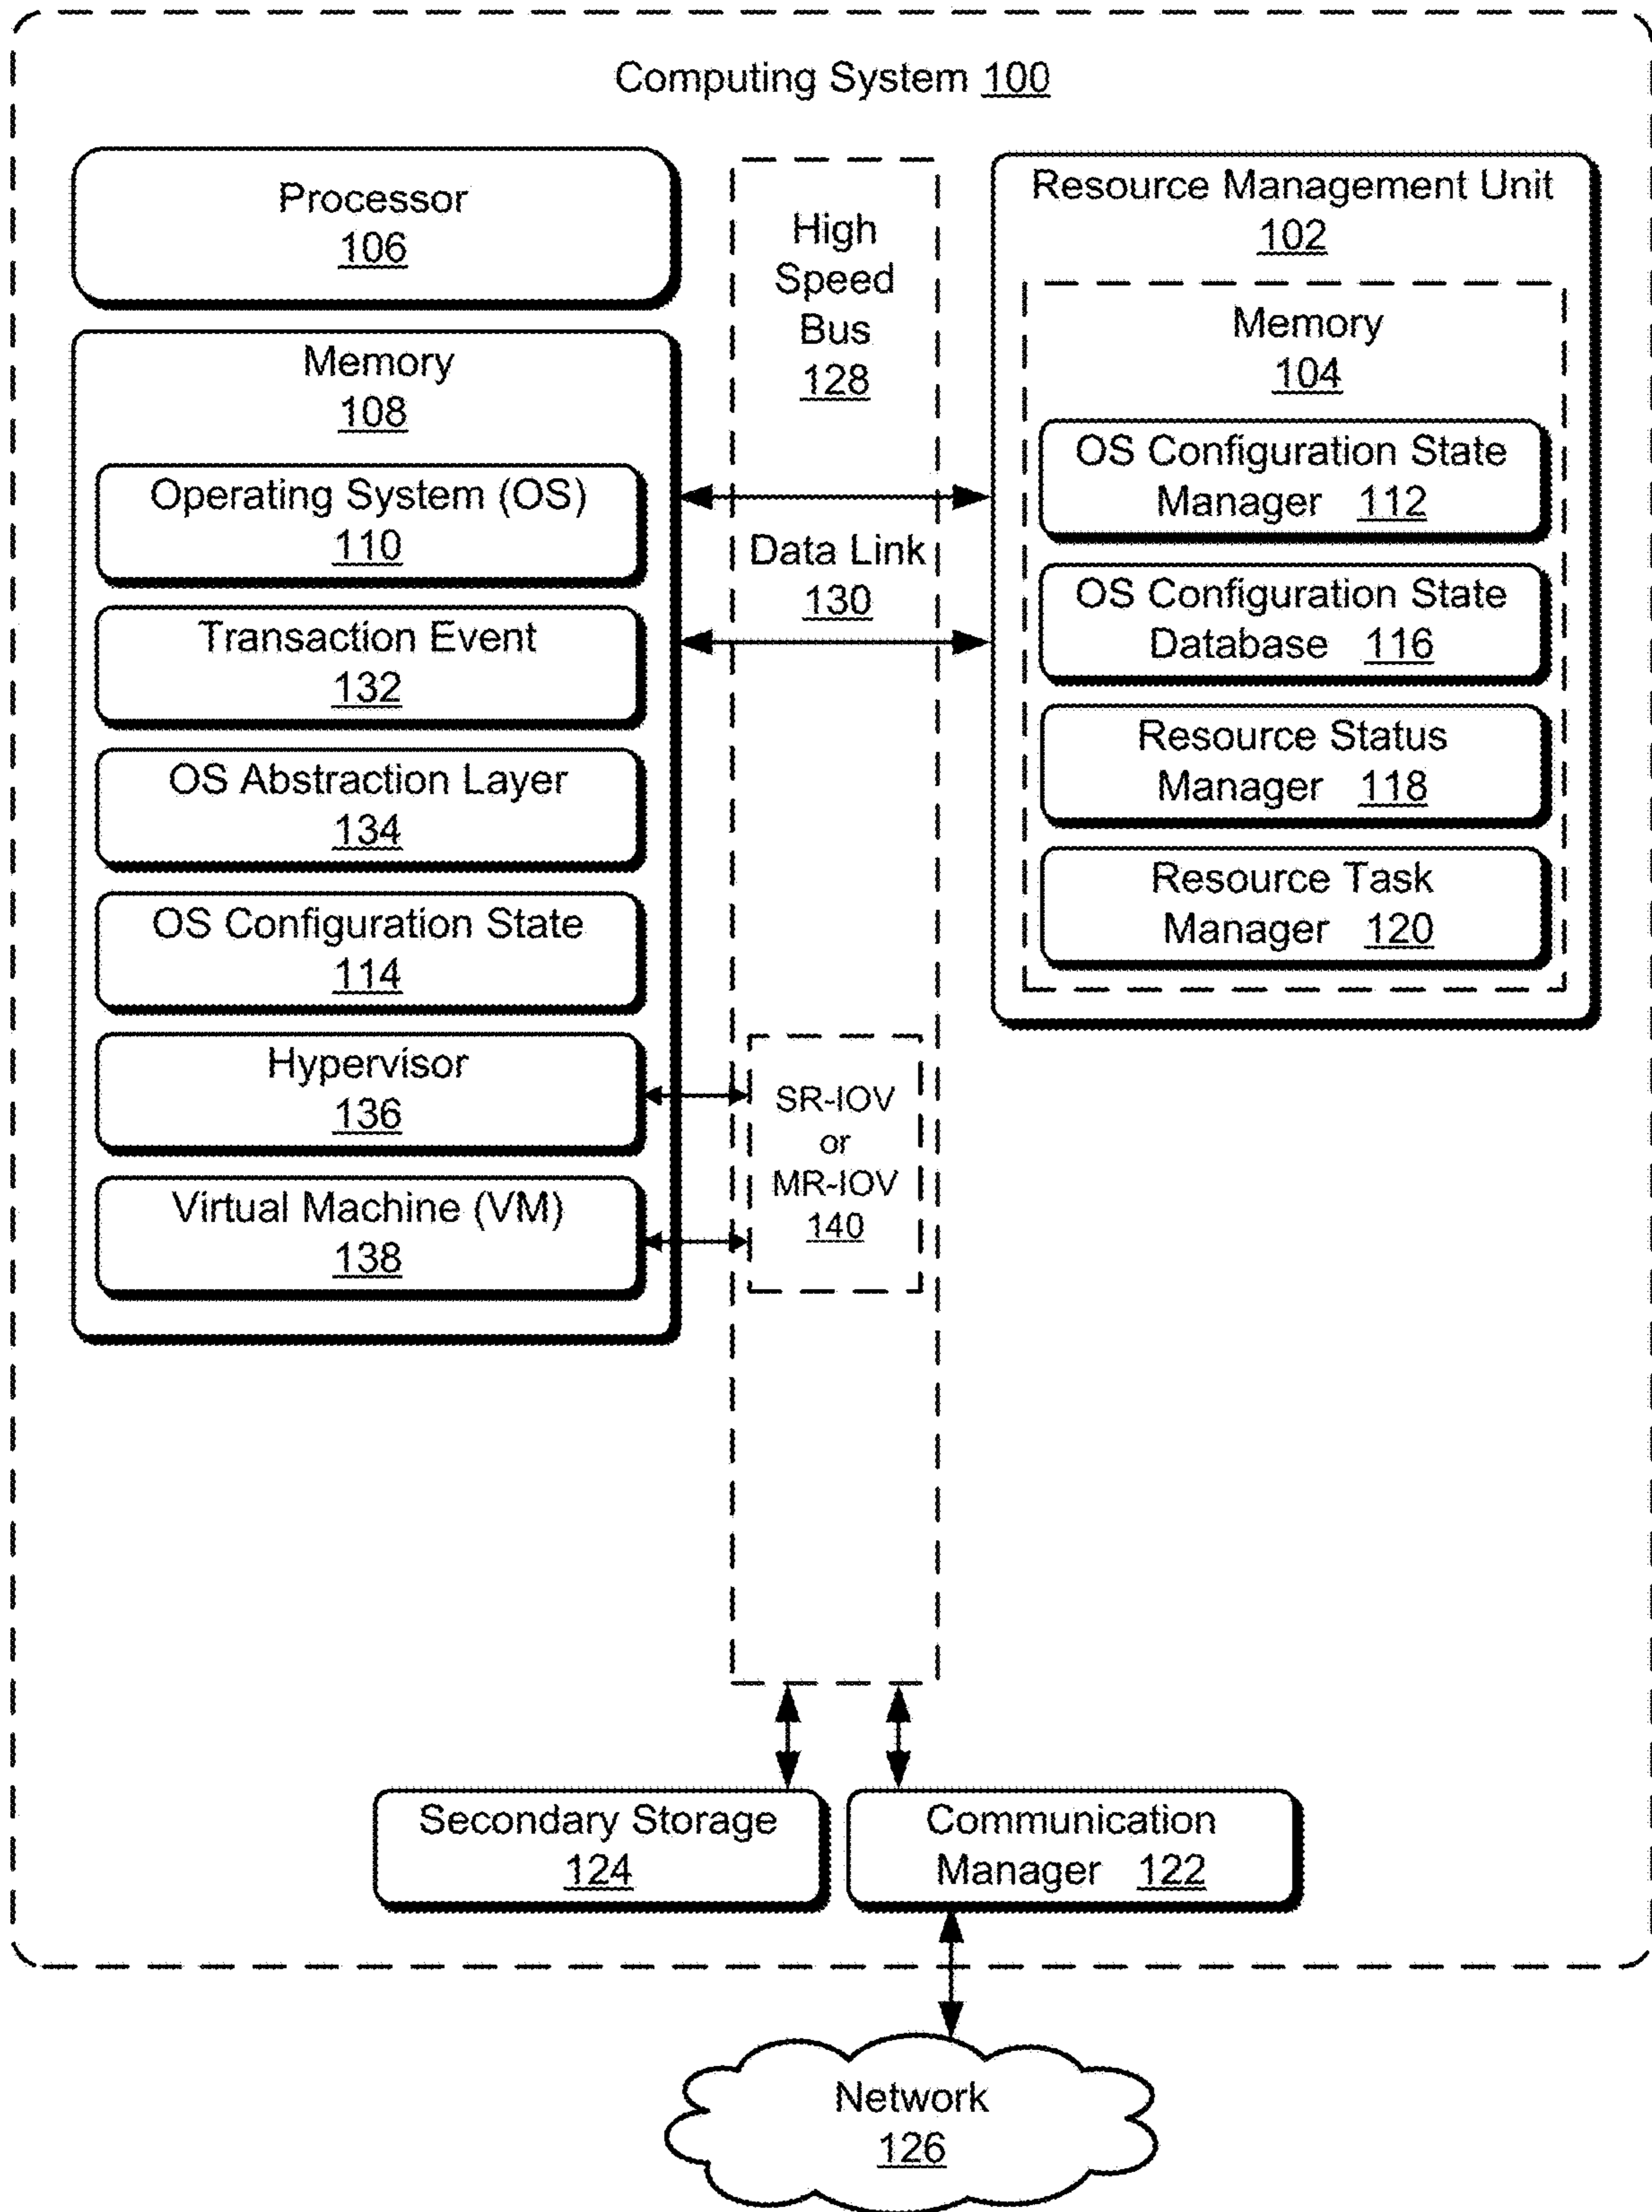 Computing System 100
Processor
106
Memory
108
Operating System (OS)
110
Transaction Event
132
OS Abstraction Layer
134
OS Configuration State
114
Hypervisor
136
Virtual Machine (VM)
138
High
Speed
Bus
128
Data Link
130
SR-IOV
or
MR-IOV
140
Resource Management Unit
102
Memory
104
OS Configuration State
Manager 112
OS Configuration State
Database 116
Resource Status
Manager 118
Resource Task
Manager 120
Secondary Storage
124
Communication
Manager 122
Network
126